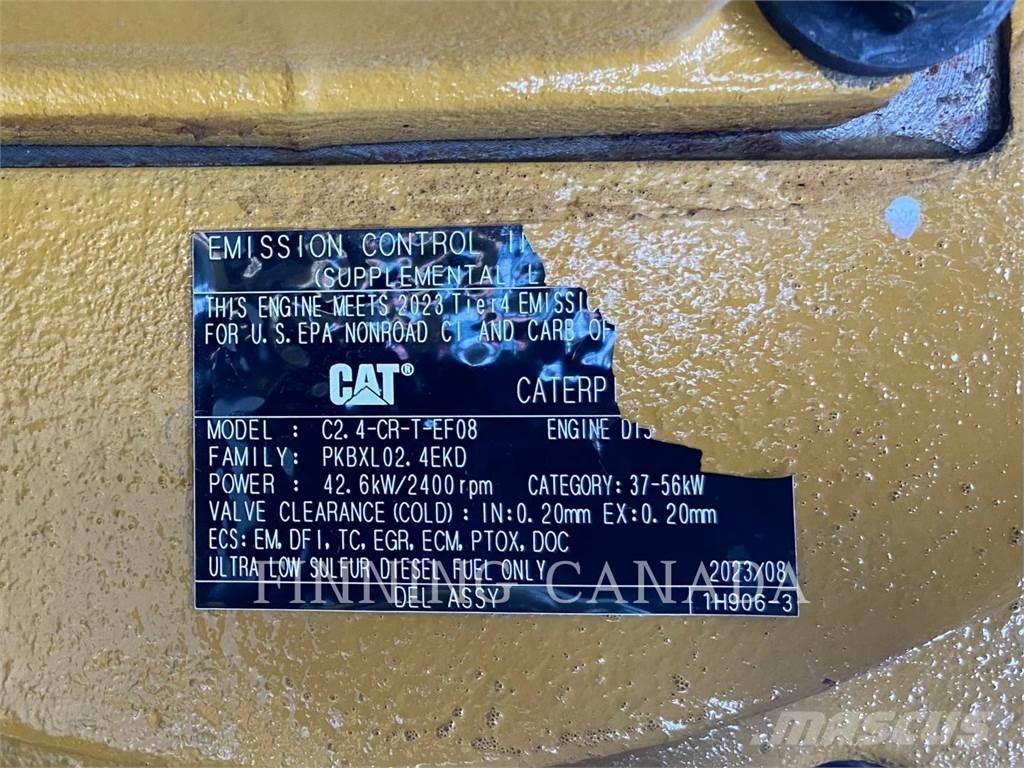 EMISSION CONTROL
(SUPPLEMENTAL
THIS ENGINE MEETS 2023 Tier4
FOR U.S.EPA NONROAD CI AND CARB
CAT® CATERP
MODEL : C2.4-CR-T-EF08 ENGINE
FAMILY: PKBXL02.4EKD
POWER : 42.6kW/2400rpm CATEGORY: 37-56kW
VALVE CLEARANCE(COLD) : IN:0.20mm EX:0.20mm
ECS: EM, DFI, TC, EGR, ECM, PTOX, DOC
ULTRA LOW SULFUR DIESEL FUEL ONLY 2023/08
FINNING CANADA
DEL ASSY 1H906-3
MASCUS